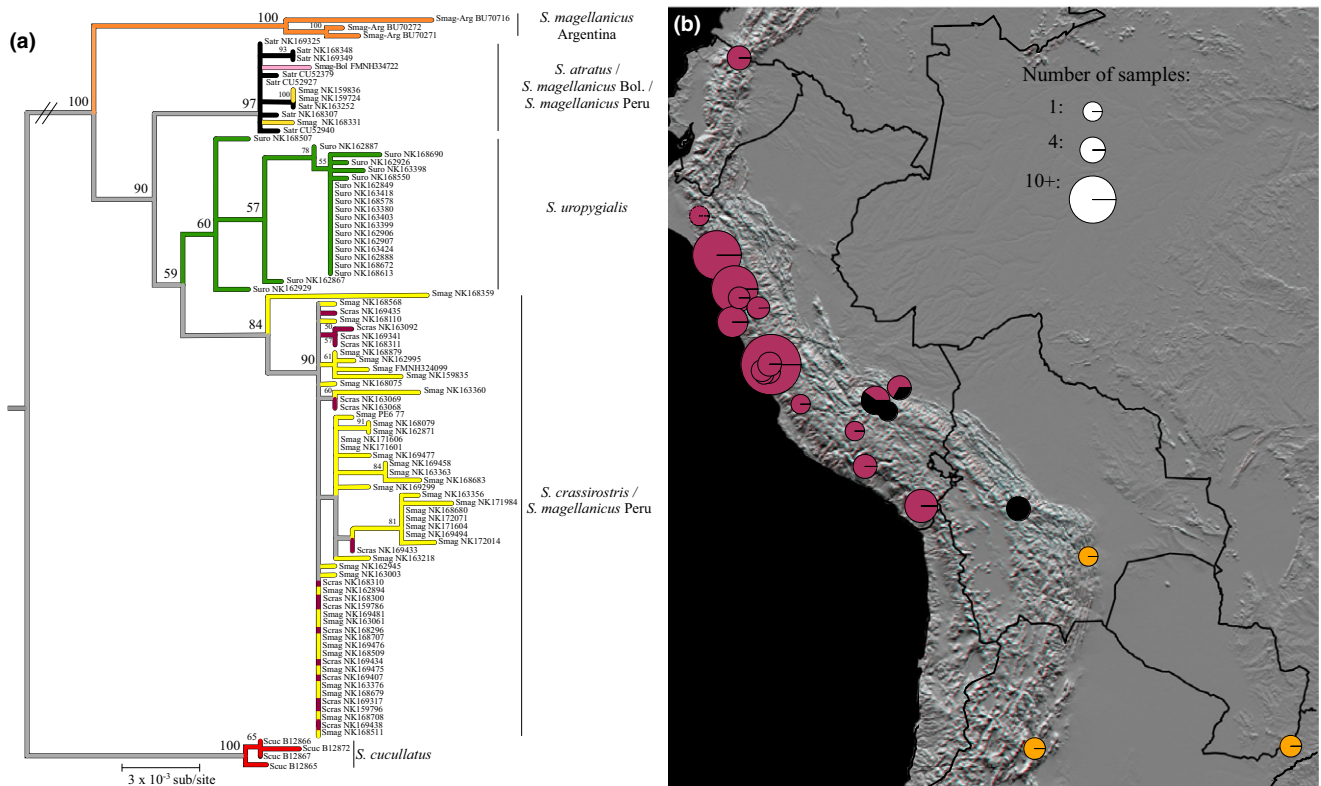 (a)
100
Smag-Arg BU70716
100
Smag-Arg BU70272
Smag-Arg BU70271
S. magellanicus
Argentina
Satr NK169325
93
Satr NK168348
Satr NK169349
Smag-Bol FMNH334722
Satr CU52379
Satr CU52927
100
Smag NK159836
Smag NK159724
Satr NK163252
Satr NK168307
Smag NK168331
Satr CU52940
97
S. atratus /
S. magellanicus Bol. /
S. magellanicus Peru
100
90
Suro NK168507
78
Suro NK162887
55
Suro NK168690
Suro NK162926
Suro NK163398
Suro NK168550
Suro NK162849
Suro NK163418
Suro NK168578
Suro NK163380
Suro NK163403
Suro NK163399
Suro NK162906
Suro NK162907
Suro NK163424
Suro NK162888
Suro NK168672
Suro NK168613
57
60
Suro NK162867
Suro NK162929
S. uropygialis
59
84
Smag NK168359
90
Smag NK168568
Scras NK169435
Smag NK168110
50
Scras NK163092
57
Scras NK169341
Scras NK168311
61
Smag NK168879
Smag NK162995
Smag FMNH324099
Smag NK159835
Smag NK168075
60
Smag NK163360
Scras NK163069
Scras NK163068
Smag PE6 77
91
Smag NK168079
Smag NK162871
Smag NK171606
Smag NK171601
Smag NK169477
84
Smag NK169458
Smag NK163363
Smag NK168683
Smag NK169299
81
Smag NK163356
Smag NK171984
Smag NK168680
Smag NK172071
Smag NK171604
Smag NK169494
Smag NK172014
Scras NK169433
Smag NK163218
Smag NK162945
Smag NK163003
Scras NK168310
Smag NK162894
Scras NK168300
Scras NK159786
Smag NK169481
Smag NK163061
Scras NK168296
Smag NK168707
Smag NK169476
Smag NK168509
Scras NK169434
Smag NK169475
Scras NK169407
Smag NK163376
Smag NK168679
Scras NK169317
Scras NK159796
Smag NK168708
Scras NK169438
Smag NK168511
S. crassirostris /
S. magellanicus Peru
100
65
Scuc B12866
Scuc B12872
Scuc B12867
Scuc B12865
S. cucullatus
3 x 10-3 sub/site
(b)
Number of samples:
1:
4:
10+: